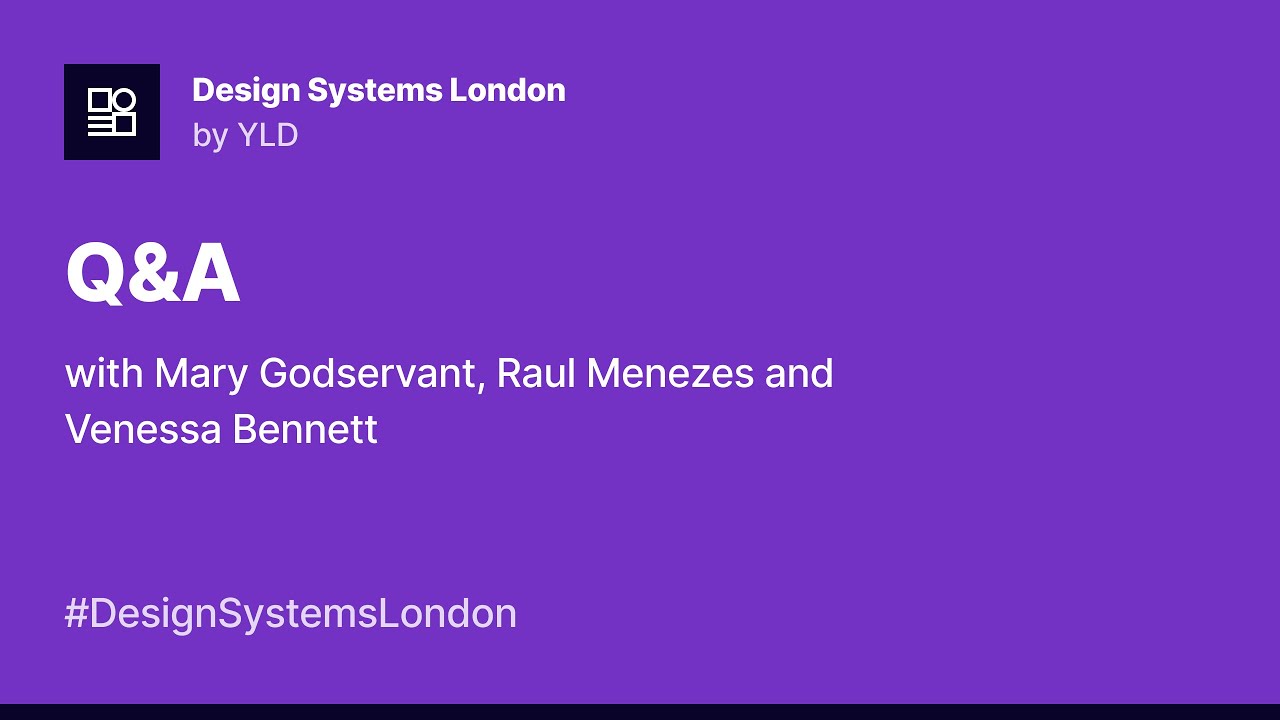 Design Systems London
by YLD
Q&A
with Mary Godservant, Raul Menezes and
Venessa Bennett
#DesignSystemsLondon